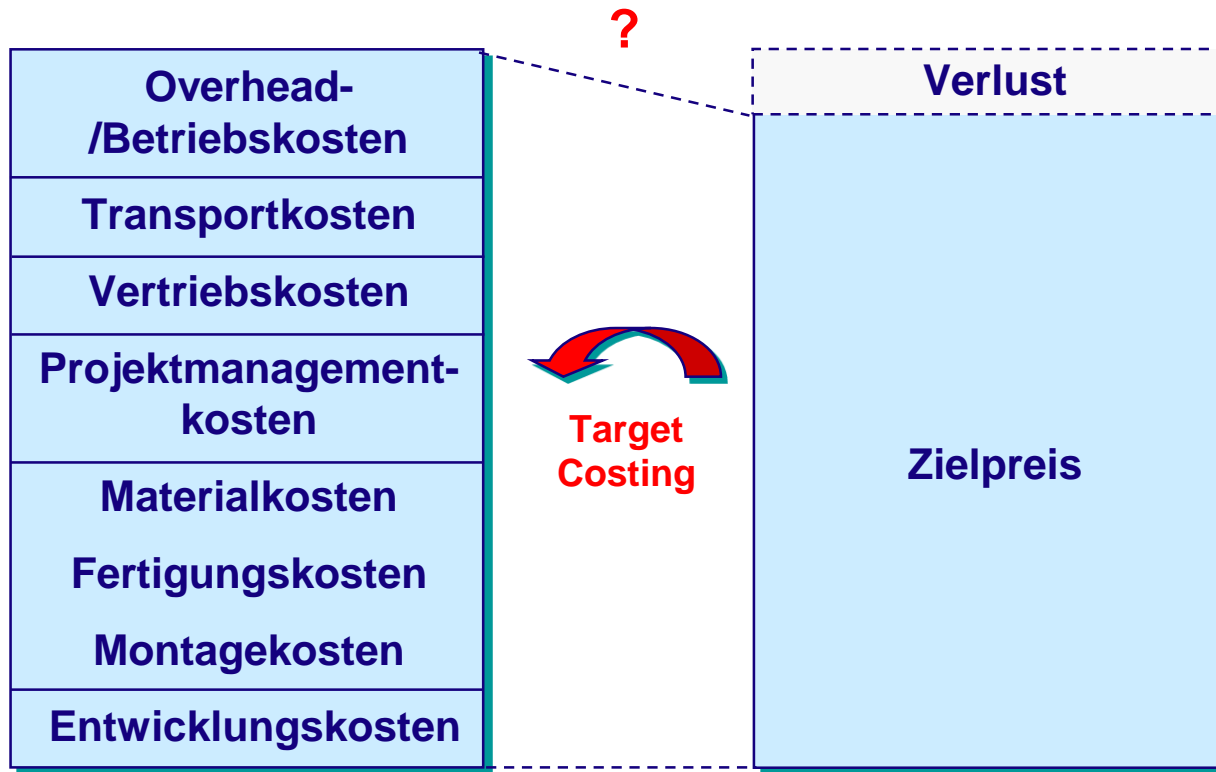 ?
Overhead-
/Betriebskosten
Transportkosten
Vertriebskosten
Projektmanagement-
kosten
Materialkosten
Fertigungskosten
Montagekosten
Entwicklungskosten
Target
Costing
Verlust
Zielpreis